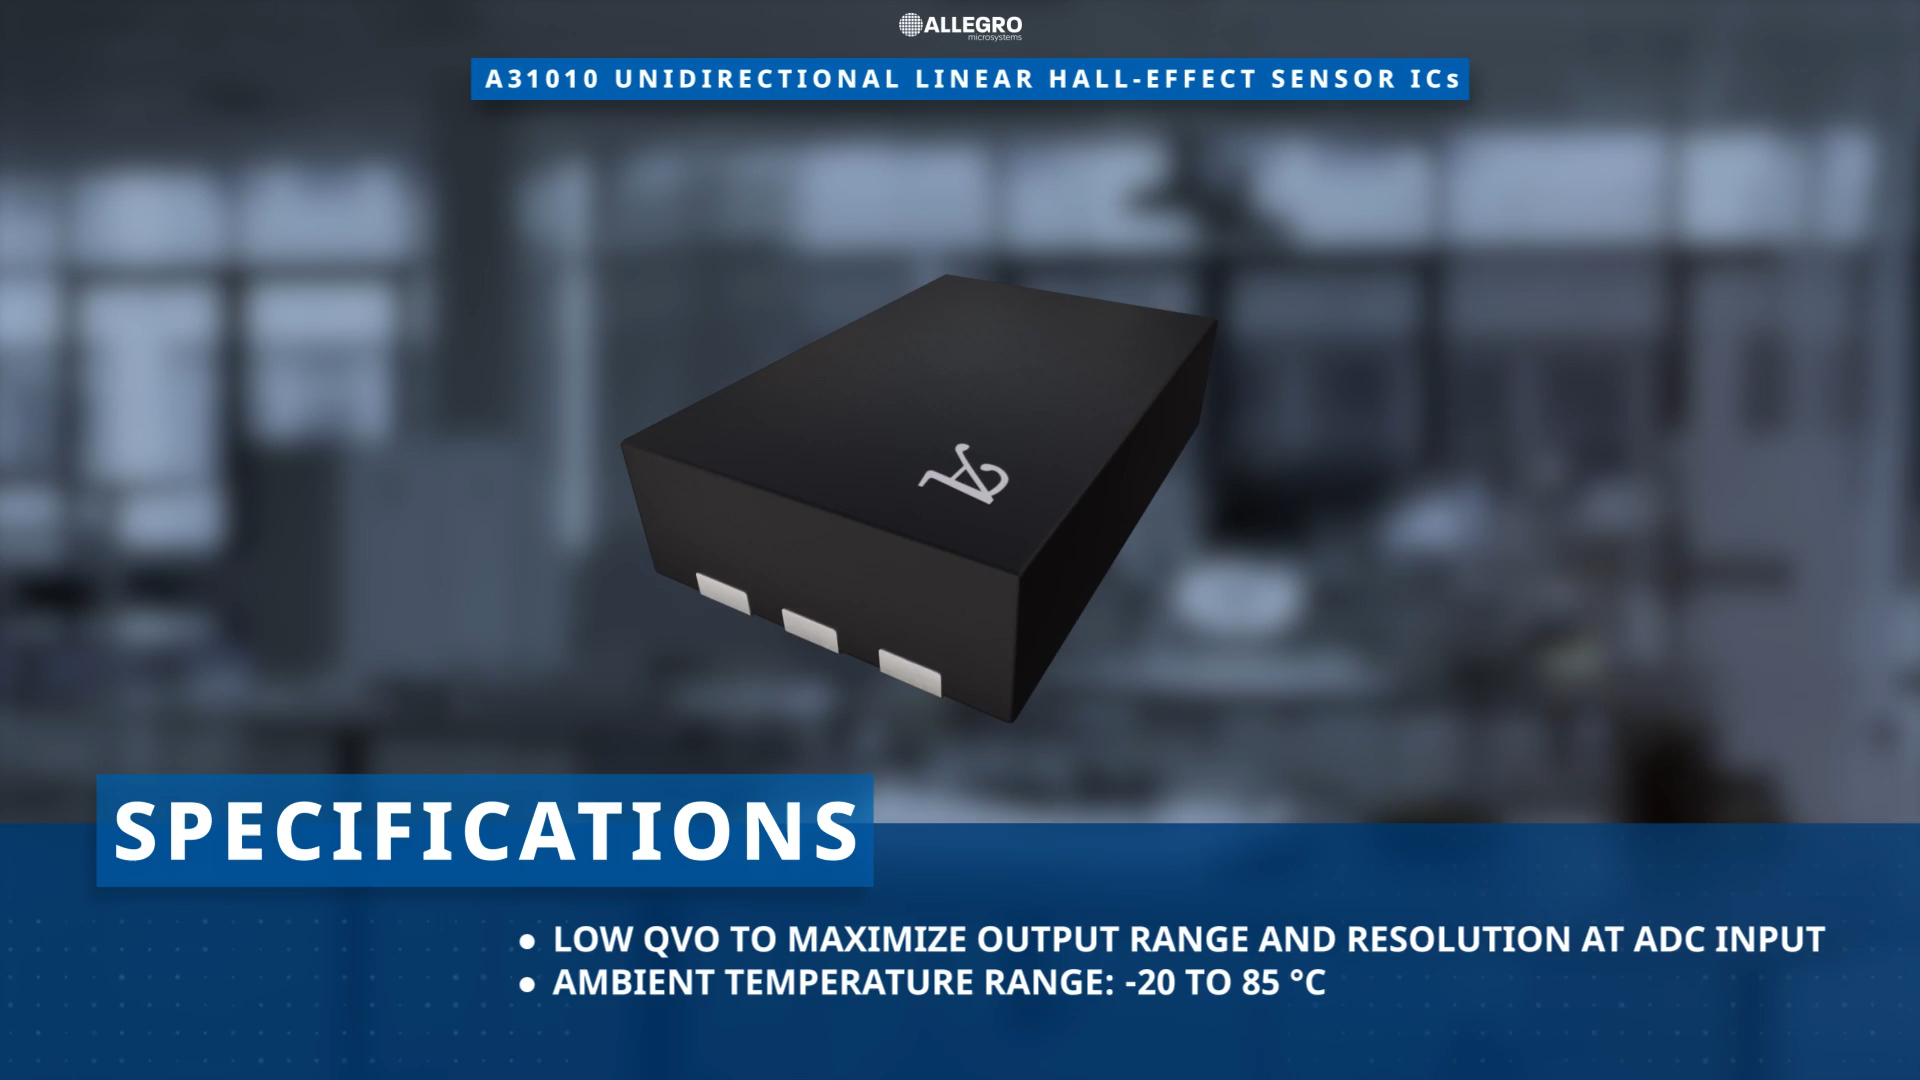 ALLEGRO
microsystems
A31010 UNIDIRECTIONAL LINEAR HALL-EFFECT SENSOR ICs
SPECIFICATIONS
● LOW QVO TO MAXIMIZE OUTPUT RANGE AND RESOLUTION AT ADC INPUT
● AMBIENT TEMPERATURE RANGE: -20 TO 85 °C